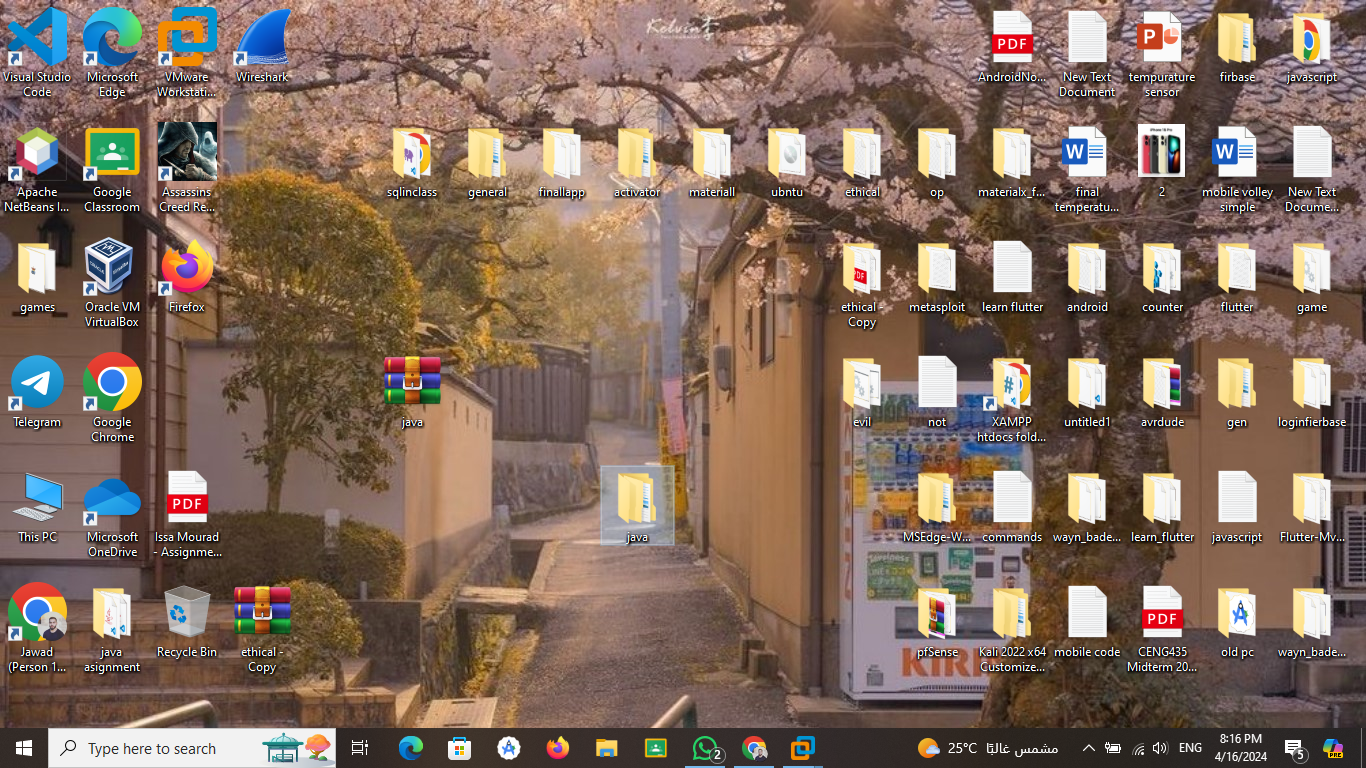 Kelvin
Visual Studio
Code
Microsoft
Edge
VMware
Workstati...
Wireshark
PDF
AndroidNo...
New Text
Document
P
tempurature
sensor
firbase
javascript
Apache
NetBeans I...
Google
Classroom
Assassins
Creed Re...
sqlinclass
general
finallapp
activator
materiall
ubntu
ethical
op
materialx_f...
W
final
temperatu...
2
W
mobile volley
simple
New Text
Docume...
games
Oracle VM
VirtualBox
Firefox
PDF
ethical -
Copy
metasploit
learn flutter
android
counter
flutter
game
Telegram
Google
Chrome
java
evil
not
XAMPP
htdocs fold...
untitled1
avrdude
gen
loginfierbase
This PC
Microsoft
OneDrive
PDF
Issa Mourad
- Assignme...
java
MSEdge-W...
commands
wayn_bade...
learn_flutter
javascript
Flutter-Mv...
Jawad
(Person 1...
java
asignment
Recycle Bin
ethical -
Copy
pfSense
Kali 2022 x64
Customize...
mobile code
PDF
CENG435
Midterm 20...
old pc
wayn_bade...
KIRI
Type here to search
2
25°C مشمس غالبًا
ENG
8:16 PM
4/16/2024
5
PRE